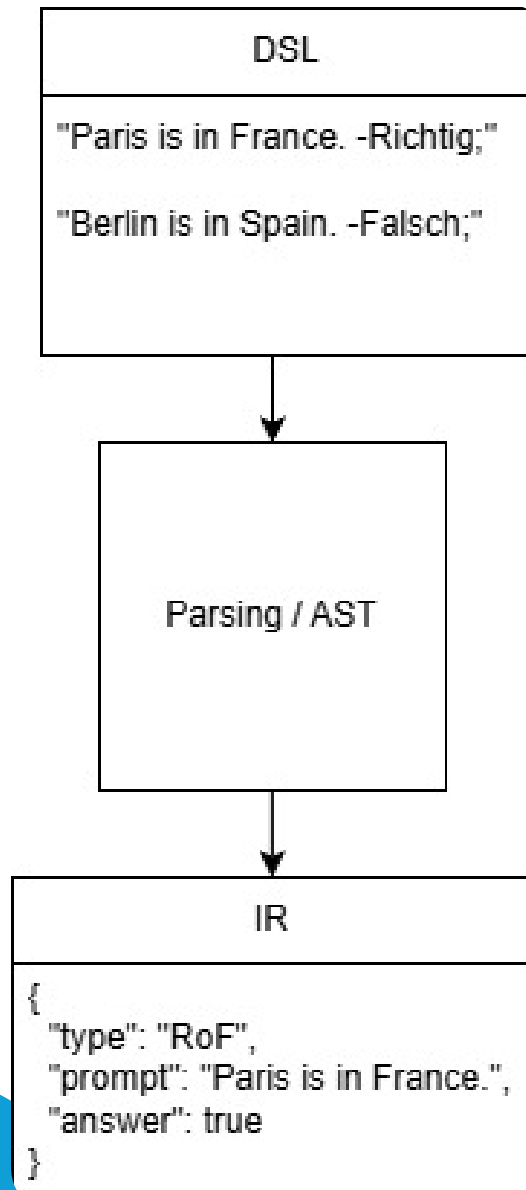 DSL
"Paris is in France. -Richtig;"
"Berlin is in Spain. -Falsch;"
Parsing / AST
IR
{
"type": "RoF",
"prompt": "Paris is in France.",
"answer": true
}